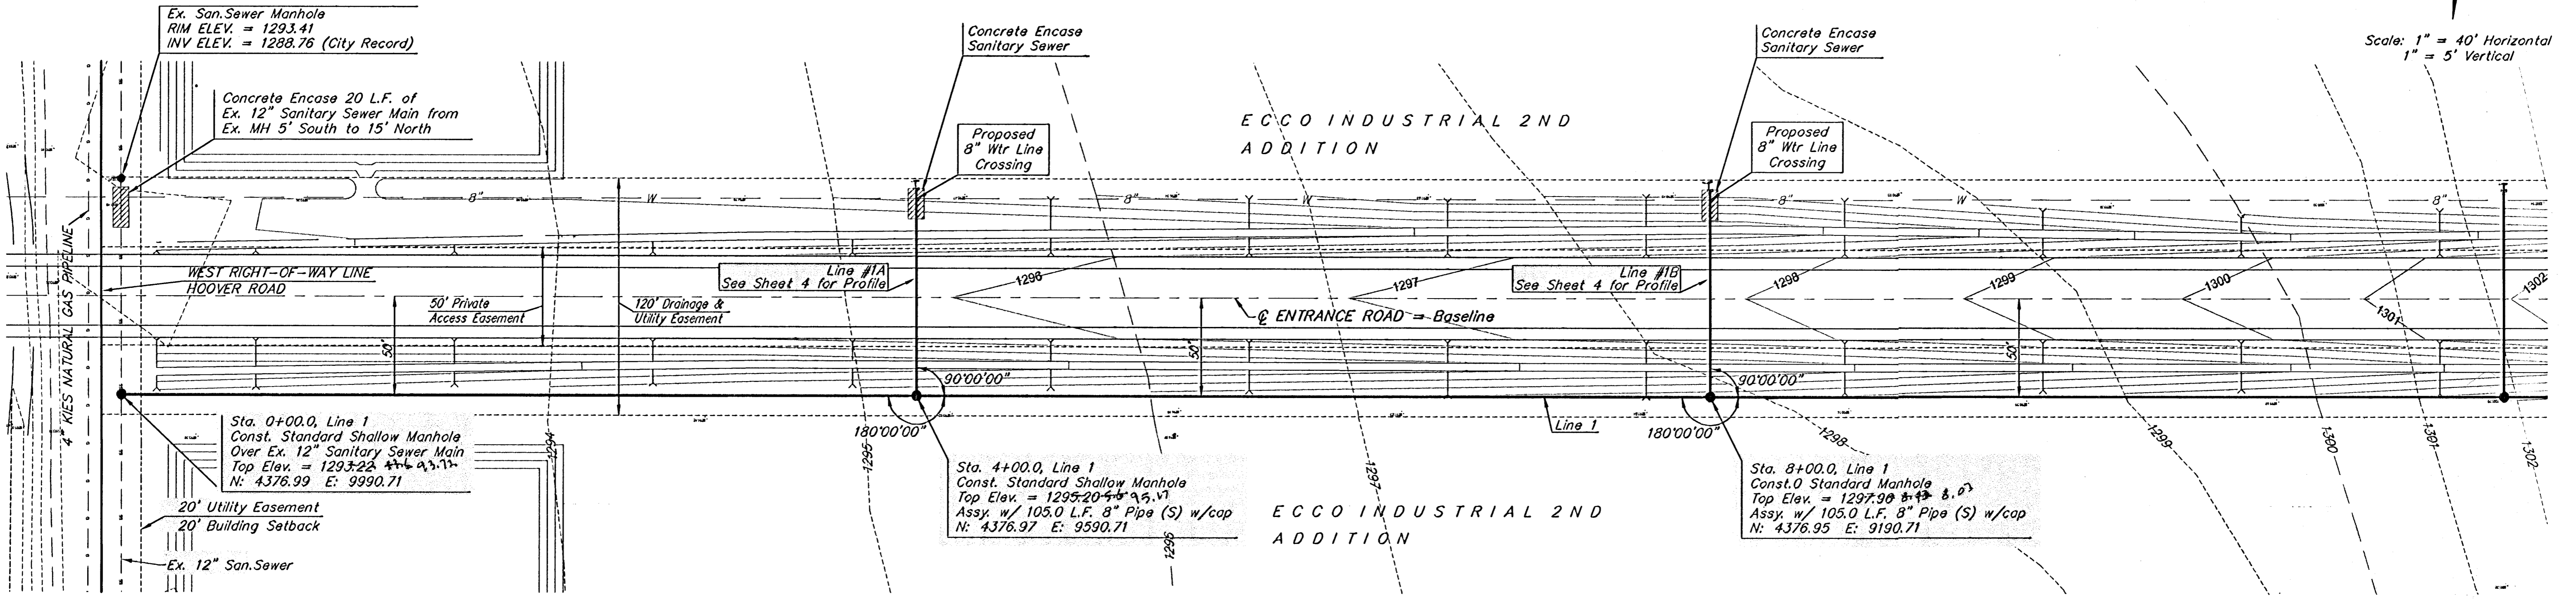 Ex. San.Sewer Manhole
RIM ELEV. = 1293.41
INV ELEV. = 1288.76 (City Record)
Concrete Encase 20 L.F. of
Ex. 12" Sanitary Sewer Main from
Ex. MH 5' South to 15' North
Concrete Encase
Sanitary Sewer
Proposed
8" Wtr Line
Crossing
ECCO INDUSTRIAL 2ND
ADDITION
Concrete Encase
Sanitary Sewer
Proposed
8" Wtr Line
Crossing
Scale: 1" = 40' Horizontal
1" = 5' Vertical
8"
W
8"
W
8"
W
8"
4" KIES NATURAL GAS PIPELINE
WEST RIGHT-OF-WAY LINE
HOOVER ROAD
50' Private
Access Easement
120' Drainage &
Utility Easement
Line #1A
See Sheet 4 for Profile
1296
1297
Line #1B
See Sheet 4 for Profile
1298
1299
1300
1301
1302
℄ ENTRANCE ROAD = Baseline
50'
50'
50'
90°00'00"
180°00'00"
90°00'00"
180°00'00"
Line 1
1294
1295
1296
1297
1298
1299
1300
1301
1302
Sta. 0+00.0, Line 1
Const. Standard Shallow Manhole
Over Ex. 12" Sanitary Sewer Main
Top Elev. = 1293.22 93.72
N: 4376.99 E: 9990.71
20' Utility Easement
20' Building Setback
Ex. 12" San.Sewer
Sta. 4+00.0, Line 1
Const. Standard Shallow Manhole
Top Elev. = 1295.20 95.17
Assy. w/ 105.0 L.F. 8" Pipe (S) w/cap
N: 4376.97 E: 9590.71
ECCO INDUSTRIAL 2ND
ADDITION
Sta. 8+00.0, Line 1
Const.0 Standard Manhole
Top Elev. = 1297.90 8.03
Assy. w/ 105.0 L.F. 8" Pipe (S) w/cap
N: 4376.95 E: 9190.71